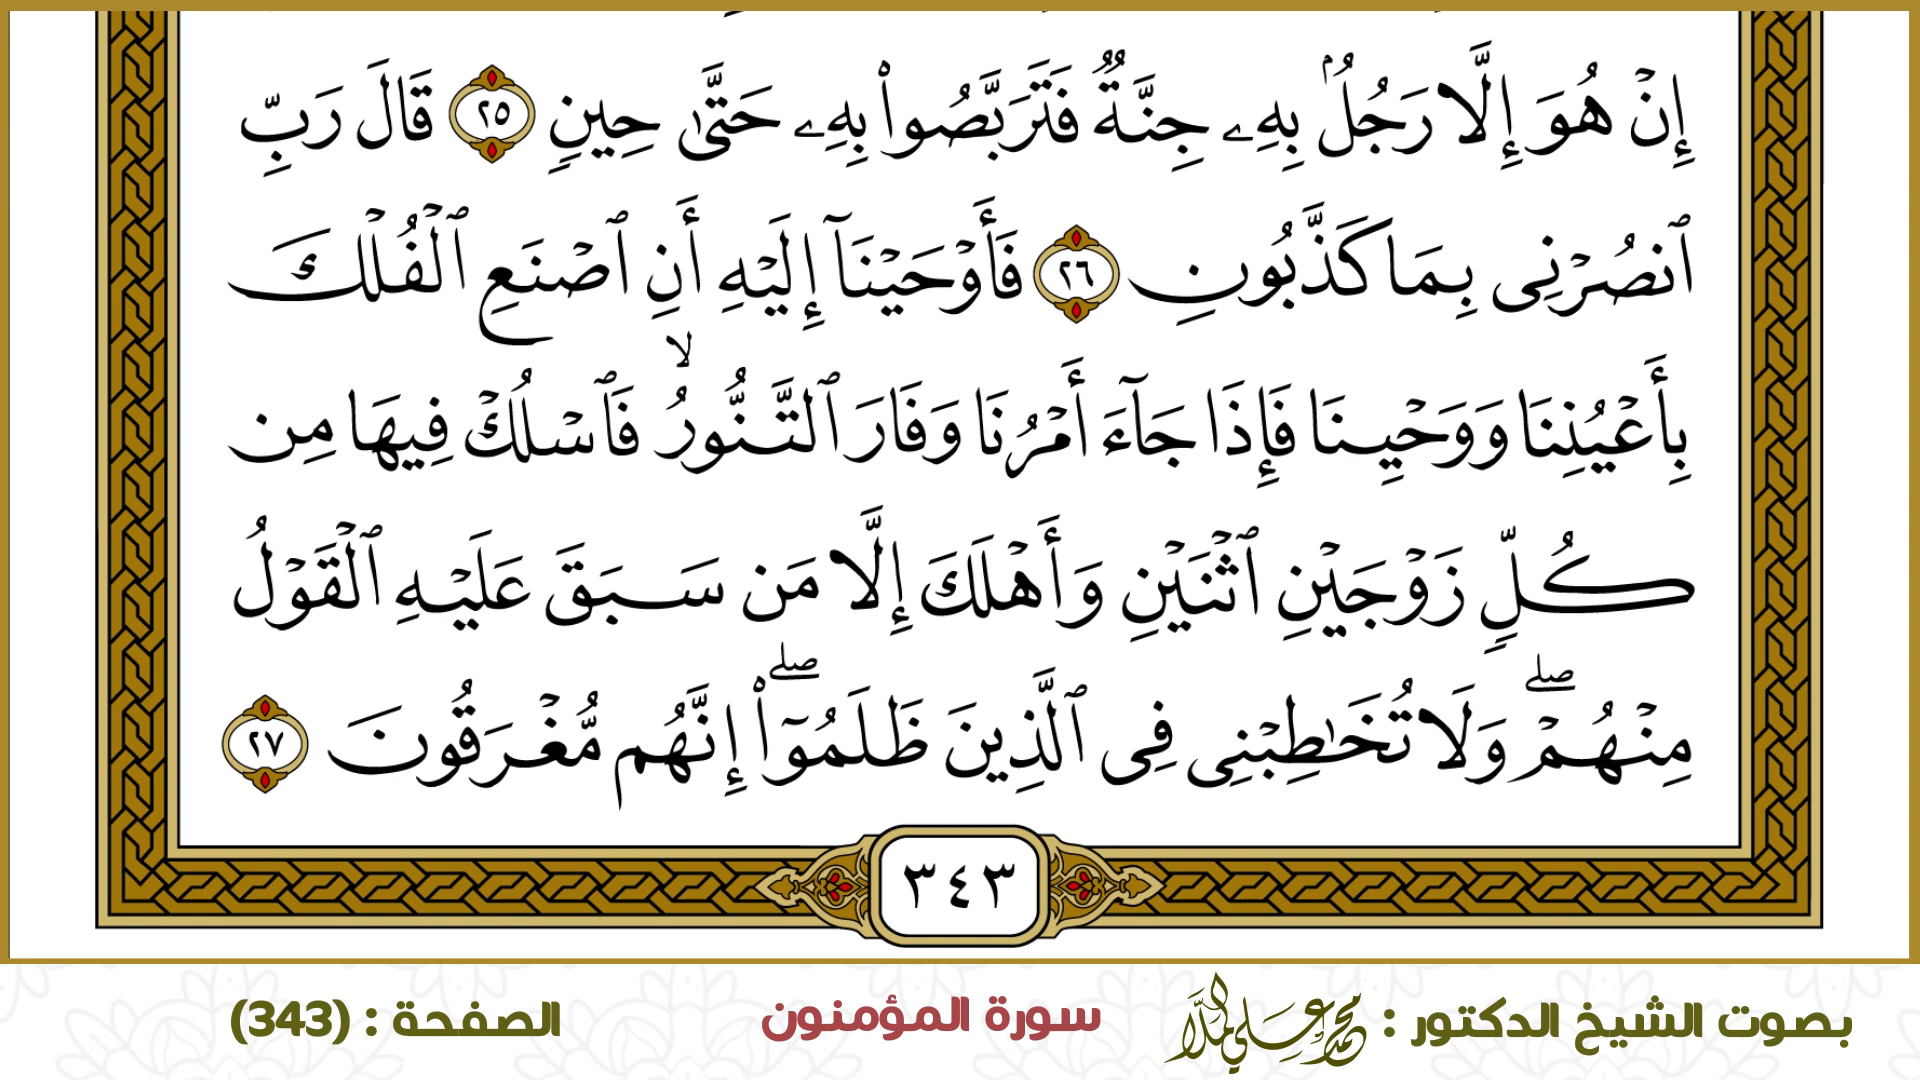 إِنْ هُوَ إِلَّا رَجُلٌۢ بِهِۦ جِنَّةٌ فَتَرَبَّصُوا۟ بِهِۦ حَتَّىٰ حِينٍ ٢٥ قَالَ رَبِّ
ٱنصُرْنِى بِمَا كَذَّبُونِ ٢٦ فَأَوْحَيْنَآ إِلَيْهِ أَنِ ٱصْنَعِ ٱلْفُلْكَ
بِأَعْيُنِنَا وَوَحْيِنَا فَإِذَا جَآءَ أَمْرُنَا وَفَارَ ٱلتَّنُّورُ ۙ فَٱسْلُكْ فِيهَا مِن
كُلٍّ زَوْجَيْنِ ٱثْنَيْنِ وَأَهْلَكَ إِلَّا مَن سَبَقَ عَلَيْهِ ٱلْقَوْلُ
مِنْهُمْ ۖ وَلَا تُخَـٰطِبْنِى فِى ٱلَّذِينَ ظَلَمُوٓا۟ ۖ إِنَّهُم مُّغْرَقُونَ ٢٧
٣٤٣
بصوت الشيخ الدكتور : محمد علي الملا سورة المؤمنون الصفحة : (343)